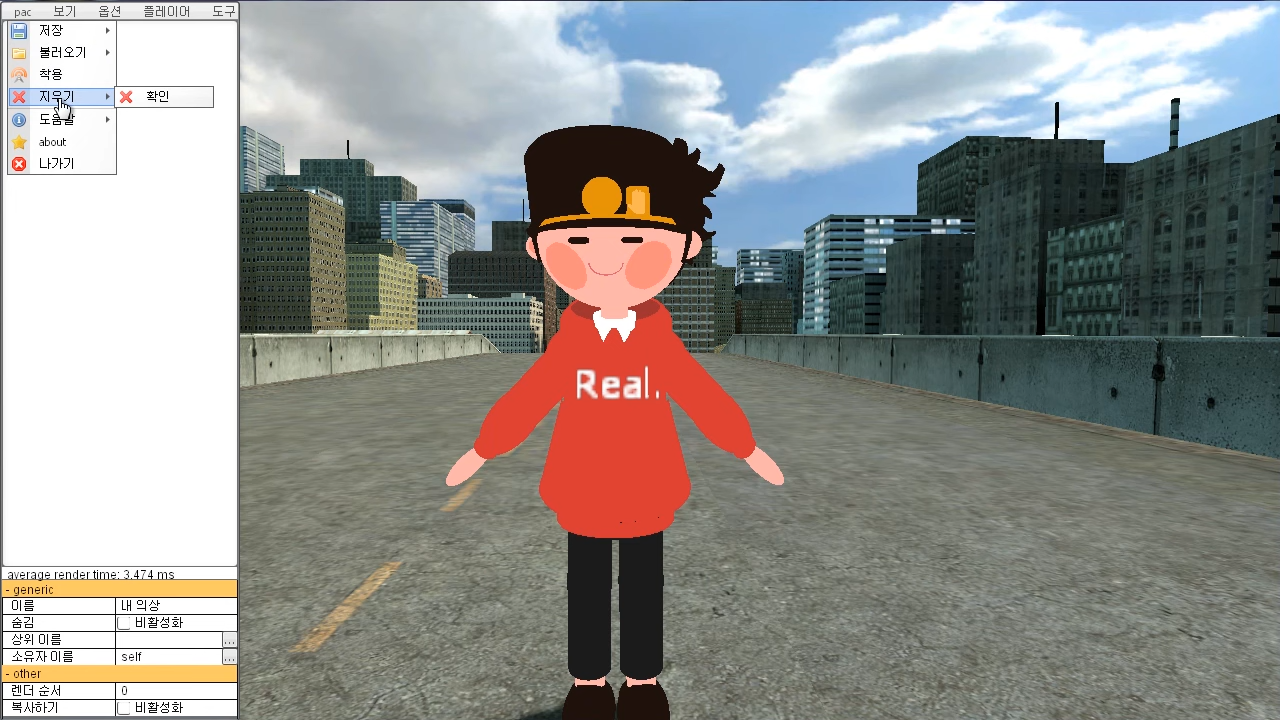 pac 보기 옵션 플레이어 도구
저장
불러오기
착용
지우기 확인
도움말
about
나가기
Real.
average render time: 3.474 ms
- generic
이름 내 의상
숨김 비활성화
상위 이름 ...
소유자 이름 self ...
- other
렌더 순서 0
복사하기 비활성화